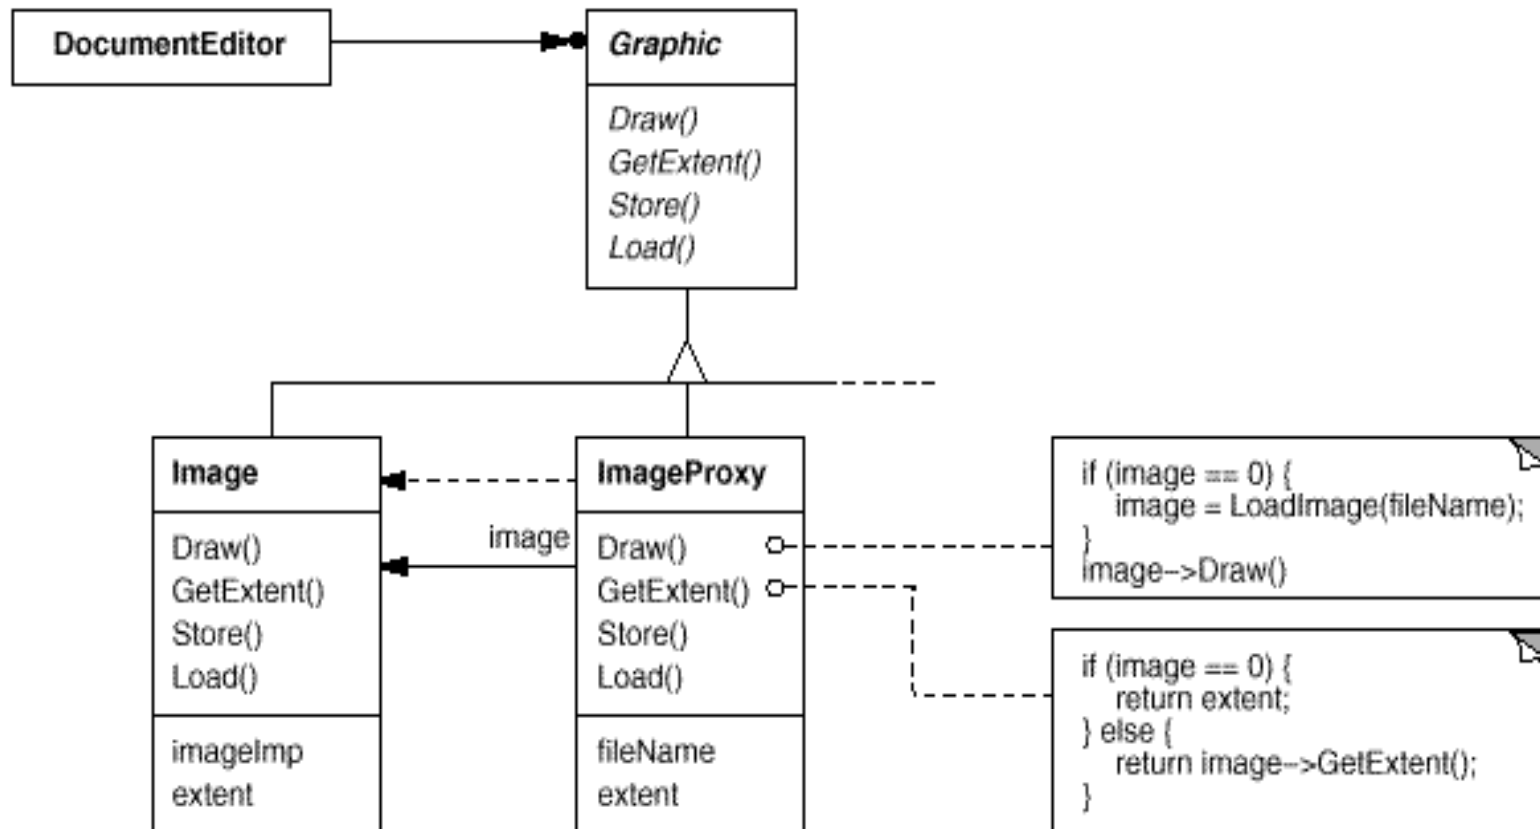 DocumentEditor
Graphic
Draw()
GetExtent()
Store()
Load()
Image
Draw()
GetExtent()
Store()
Load()
imageImp
extent
image
ImageProxy
Draw()
GetExtent()
Store()
Load()
fileName
extent
if (image == 0) {
image = LoadImage(fileName);
}
image–>Draw()
if (image == 0) {
return extent;
} else {
return image–>GetExtent();
}